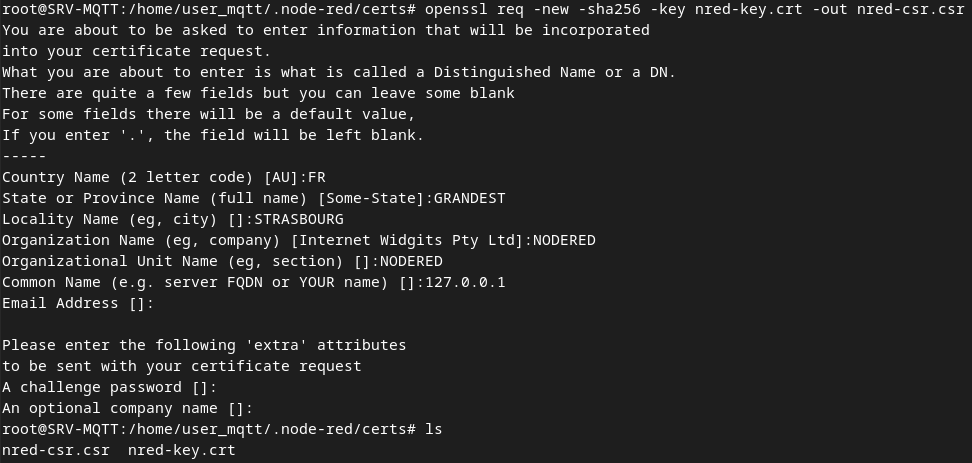 root@SRV-MQTT:/home/user_mqtt/.node-red/certs# openssl req -new -sha256 -key nred-key.crt -out nred-csr.csr
You are about to be asked to enter information that will be incorporated
into your certificate request.
What you are about to enter is what is called a Distinguished Name or a DN.
There are quite a few fields but you can leave some blank
For some fields there will be a default value,
If you enter '.', the field will be left blank.
-----
Country Name (2 letter code) [AU]:FR
State or Province Name (full name) [Some-State]:GRANDEST
Locality Name (eg, city) []:STRASBOURG
Organization Name (eg, company) [Internet Widgits Pty Ltd]:NODERED
Organizational Unit Name (eg, section) []:NODERED
Common Name (e.g. server FQDN or YOUR name) []:127.0.0.1
Email Address []:

Please enter the following 'extra' attributes
to be sent with your certificate request
A challenge password []:
An optional company name []:
root@SRV-MQTT:/home/user_mqtt/.node-red/certs# ls
nred-csr.csr  nred-key.crt